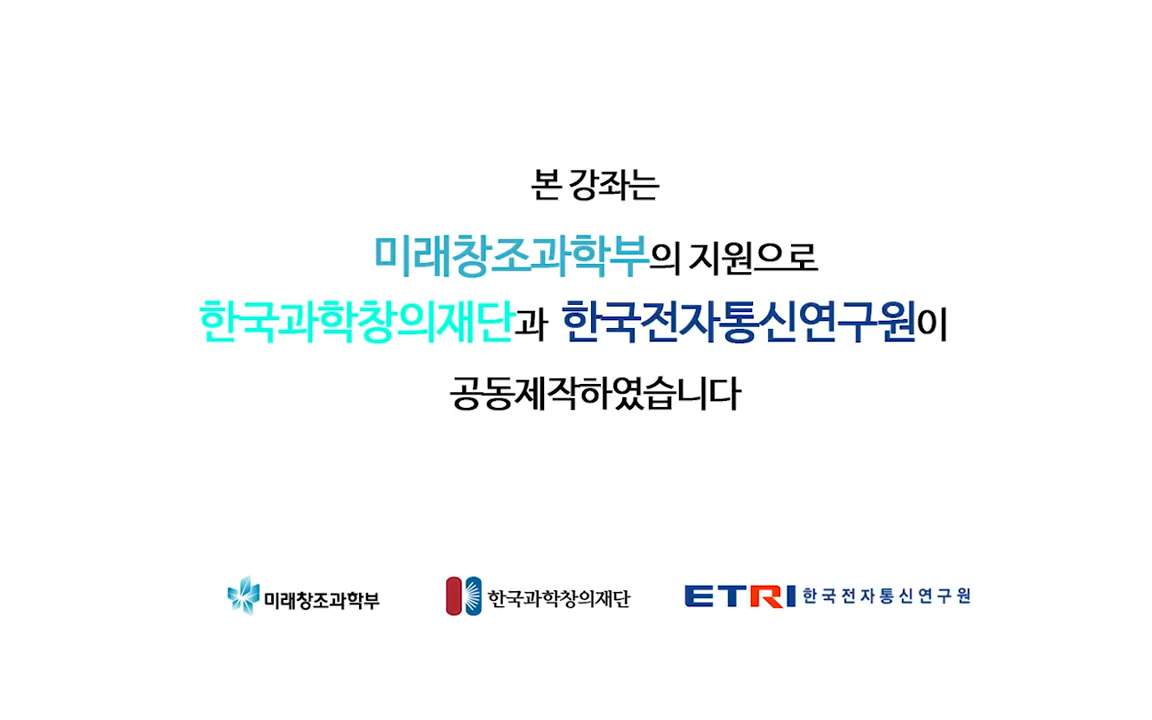 본 강좌는
미래창조과학부의 지원으로
한국과학창의재단과 한국전자통신연구원이
공동제작하였습니다
미래창조과학부 한국과학창의재단 ETRI 한국전자통신연구원